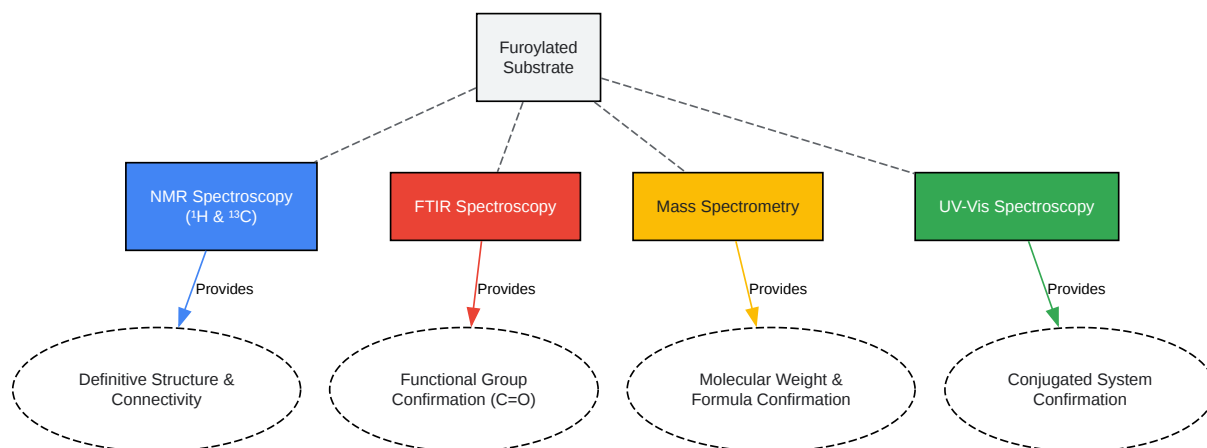 Furoylated
Substrate
NMR Spectroscopy
(¹H & ¹³C)
FTIR Spectroscopy
Mass Spectrometry
UV-Vis Spectroscopy
Provides
Provides
Provides
Provides
Definitive Structure &
Connectivity
Functional Group
Confirmation (C=O)
Molecular Weight &
Formula Confirmation
Conjugated System
Confirmation